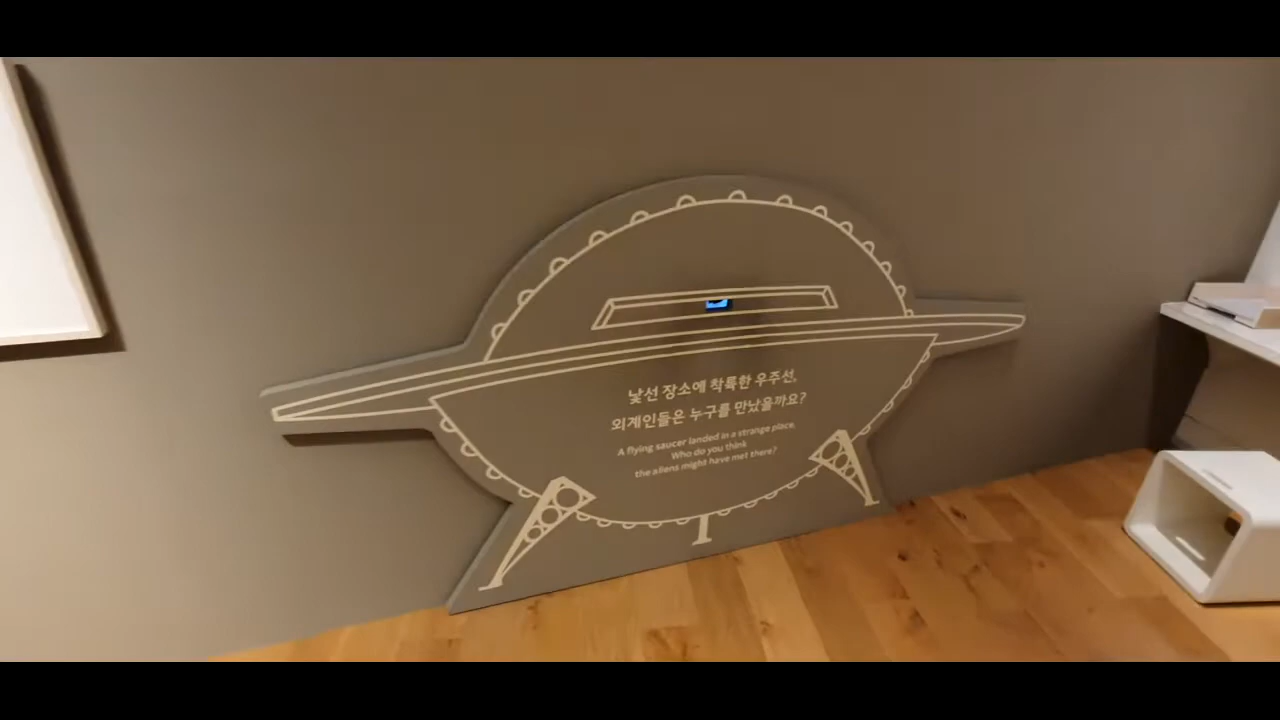 낯선 장소에 착륙한 우주선,
외계인들은 누구를 만났을까요?
A flying saucer landed in a strange place,
Who do you think
the aliens might have met there?